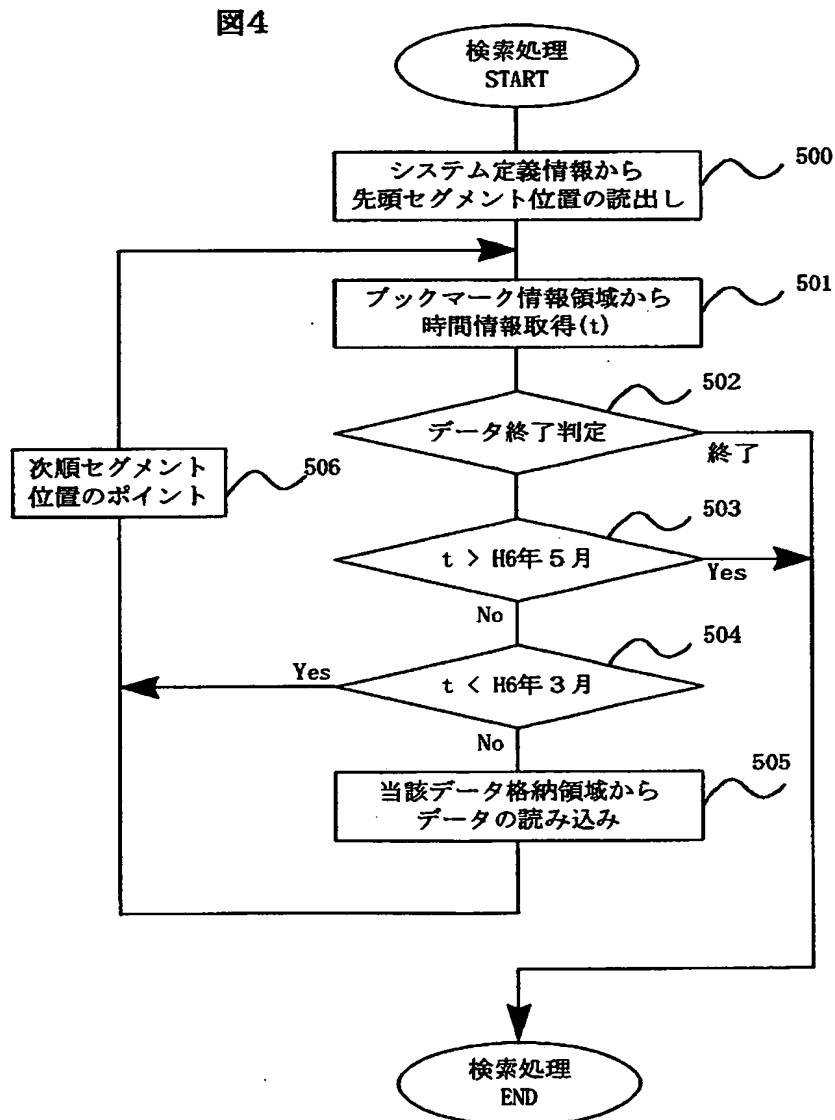 図4
検索処理
START
システム定義情報から
先頭セグメント位置の読出し
500
ブックマーク情報領域から
時間情報取得(t)
501
データ終了判定
502
終了
次順セグメント
位置のポイント
506
t > H6年5月
503
Yes
No
t < H6年3月
504
Yes
No
当該データ格納領域から
データの読み込み
505
検索処理
END